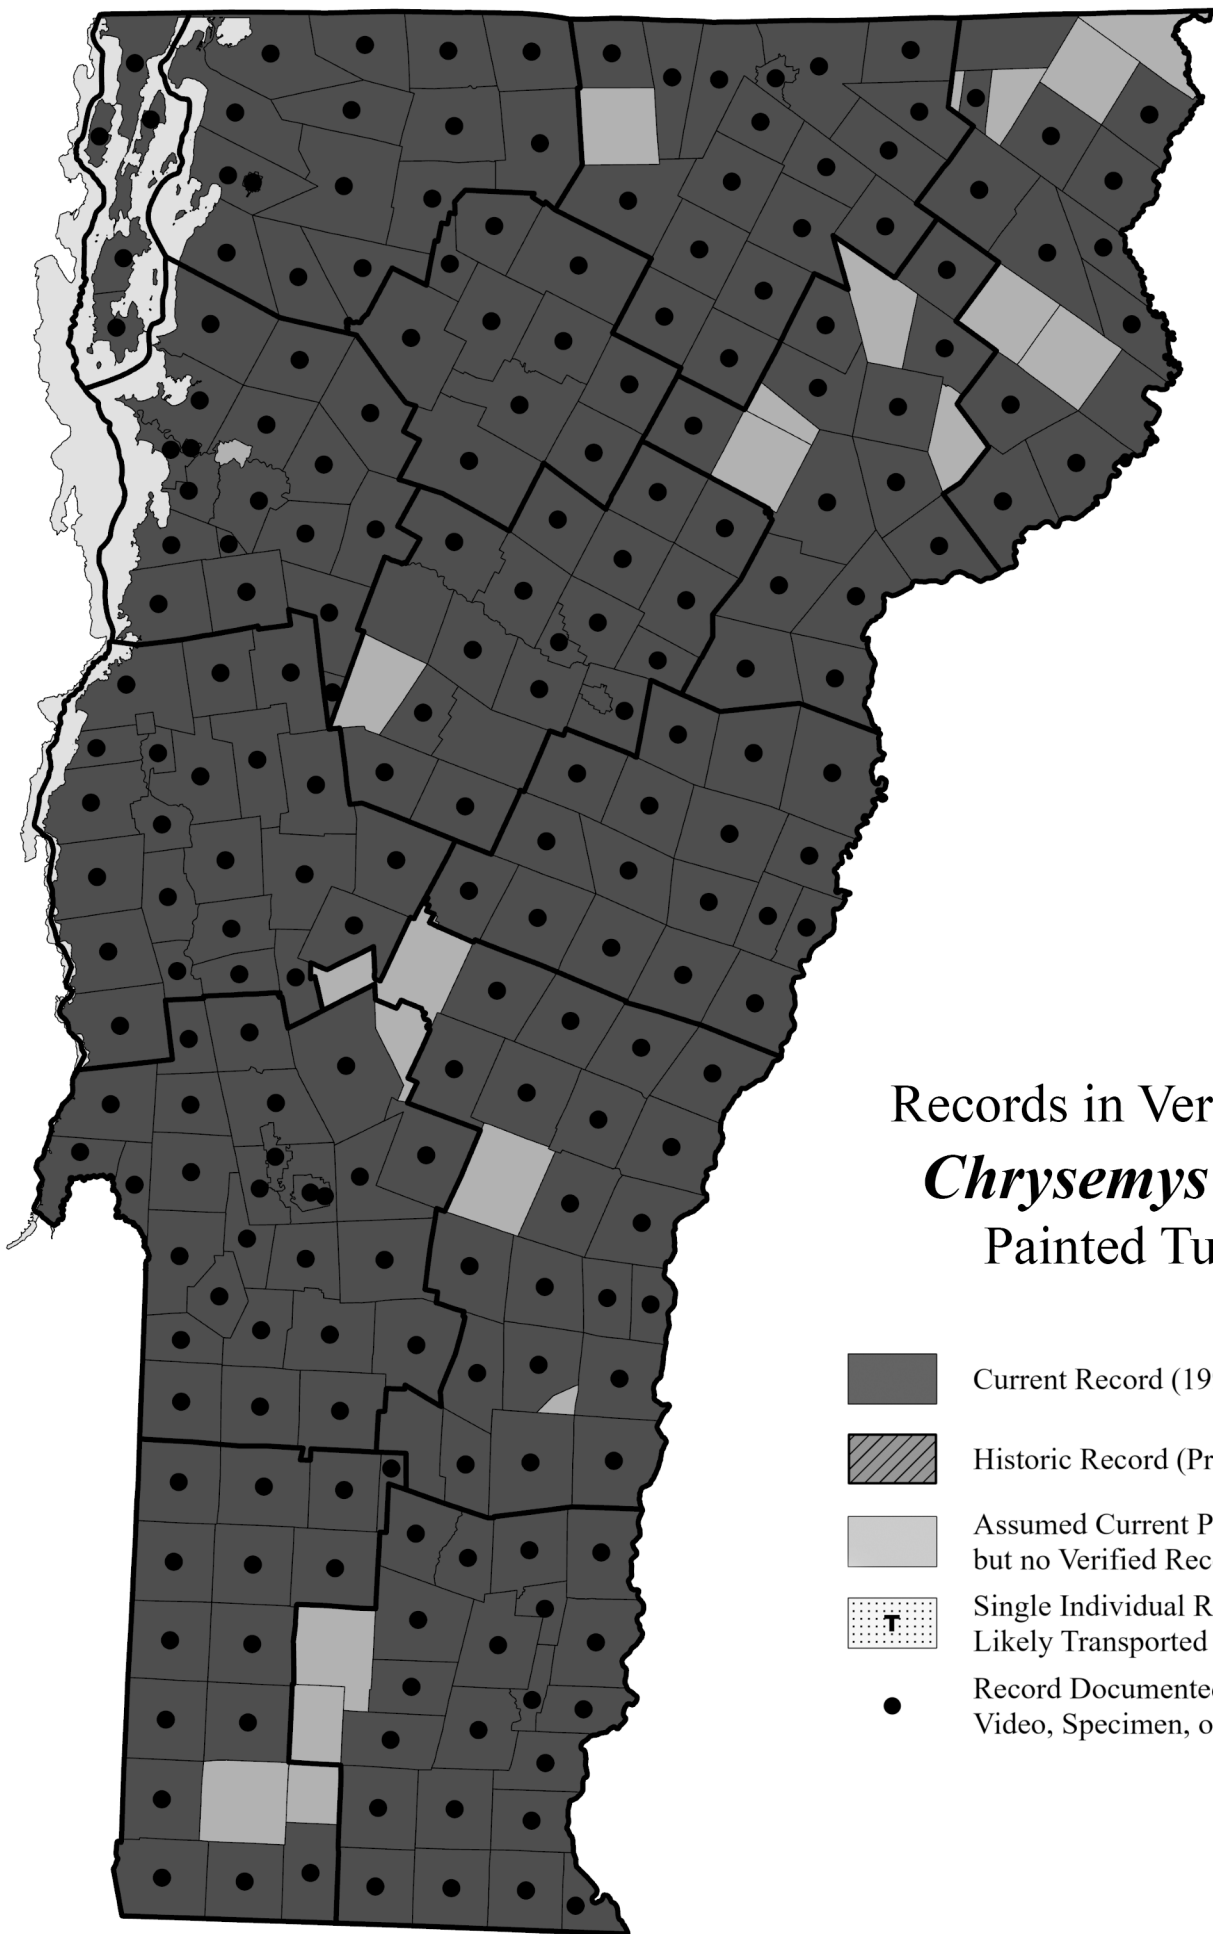 Records in Ver
Chrysemys
Painted Tu
Current Record (19
Historic Record (Pr
Assumed Current P
but no Verified Rec
T
Single Individual R
Likely Transported
Record Documente
Video, Specimen, o